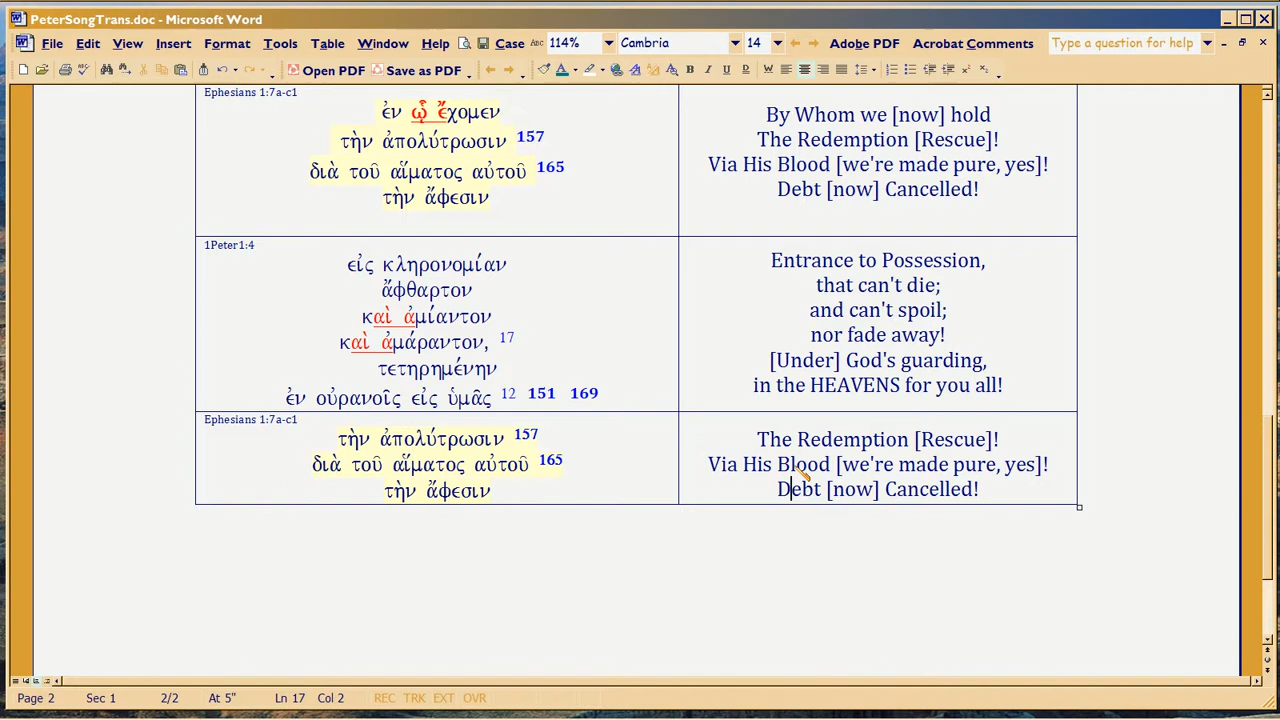 PeterSongTrans.doc - Microsoft Word
File Edit View Insert Format Tools Table Window Help Case 114% Cambria 14 Adobe PDF Acrobat Comments Type a question for help
Open PDF Save as PDF
Ephesians 1:7a-c1
ἐν ᾧ ἔχομεν
τὴν ἀπολύτρωσιν 157
διὰ τοῦ αἵματος αὐτοῦ 165
τὴν ἄφεσιν
By Whom we [now] hold
The Redemption [Rescue]!
Via His Blood [we're made pure, yes]!
Debt [now] Cancelled!
1Peter1:4
εἰς κληρονομίαν
ἄφθαρτον
καὶ ἀμίαντον
καὶ ἀμάραντον, 17
τετηρημένην
ἐν οὐρανοῖς εἰς ὑμᾶς 12 151 169
Entrance to Possession,
that can't die;
and can't spoil;
nor fade away!
[Under] God's guarding,
in the HEAVENS for you all!
Ephesians 1:7a-c1
τὴν ἀπολύτρωσιν 157
διὰ τοῦ αἵματος αὐτοῦ 165
τὴν ἄφεσιν
The Redemption [Rescue]!
Via His Blood [we're made pure, yes]!
Debt [now] Cancelled!
Page 2 Sec 1 2/2 At 5" Ln 17 Col 2 REC TRK EXT OVR